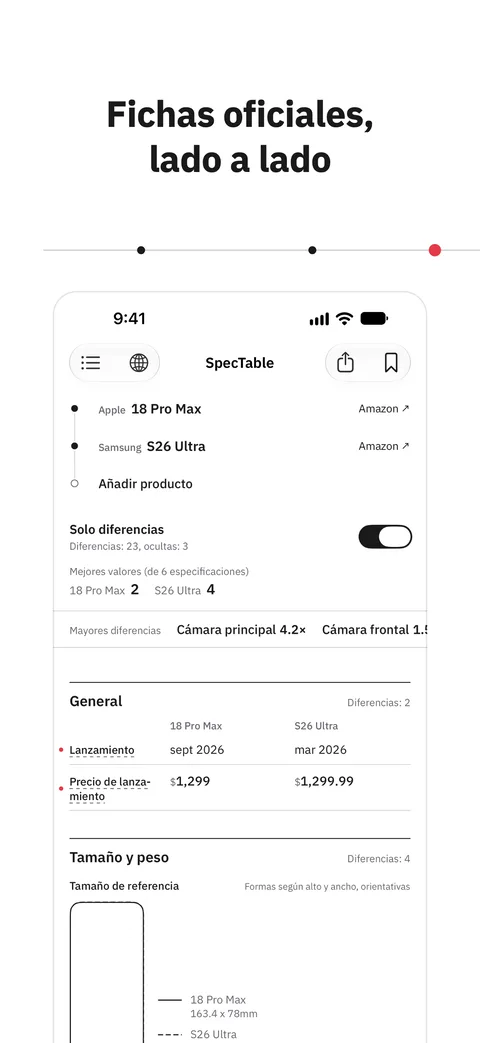 Fichas oficiales,
lado a lado
9:41
SpecTable
Apple 18 Pro Max Amazon ↗
Samsung S26 Ultra Amazon ↗
Añadir producto
Solo diferencias
Diferencias: 23, ocultas: 3
Mejores valores (de 6 especificaciones)
18 Pro Max 2 S26 Ultra 4
Mayores diferencias Cámara principal 4.2× Cámara frontal 1.5
General Diferencias: 2
18 Pro Max S26 Ultra
Lanzamiento sept 2026 mar 2026
Precio de lanza- $1,299 $1,299.99
miento
Tamaño y peso Diferencias: 4
Tamaño de referencia Formas según alto y ancho, orientativas
18 Pro Max
163.4 x 78mm
S26 Ultra